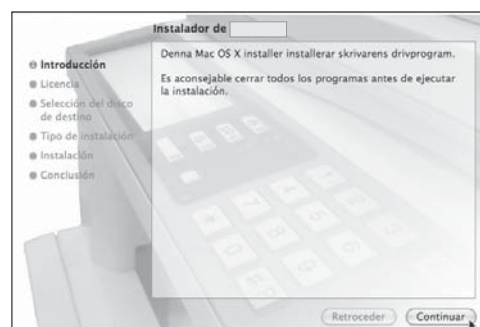 Instalador de
Introducción
Licencia
Selección del disco
de destino
Tipo de instalación
Instalación
Conclusión
Denna Mac OS X installer installerar skrivarens drivprogram.
Es aconsejable cerrar todos los programas antes de ejecutar
la instalación.
Retroceder
Continuar